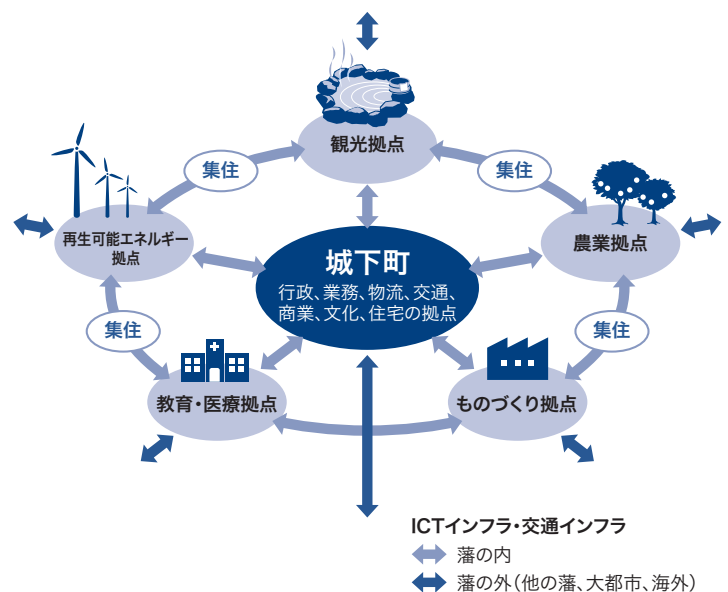 観光拠点
集住
集住
再生可能エネルギー
拠点
農業拠点
城下町
行政、業務、物流、交通、
商業、文化、住宅の拠点
集住
集住
教育・医療拠点
ものづくり拠点
ICTインフラ・交通インフラ
藩の内
藩の外(他の藩、大都市、海外)